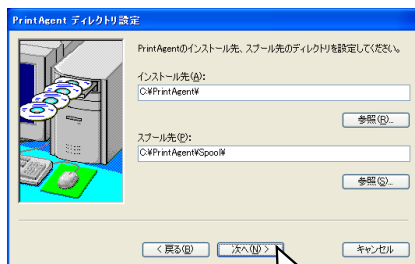 PrintAgent ディレクトリ設定
PrintAgentのインストール先、スプール先のディレクトリを設定してください。
インストール先(A):
C:¥PrintAgent¥
参照(R)...
スプール先(P):
C:¥PrintAgent¥Spool¥
参照(S)...
< 戻る(B)
次へ(N) >
キャンセル